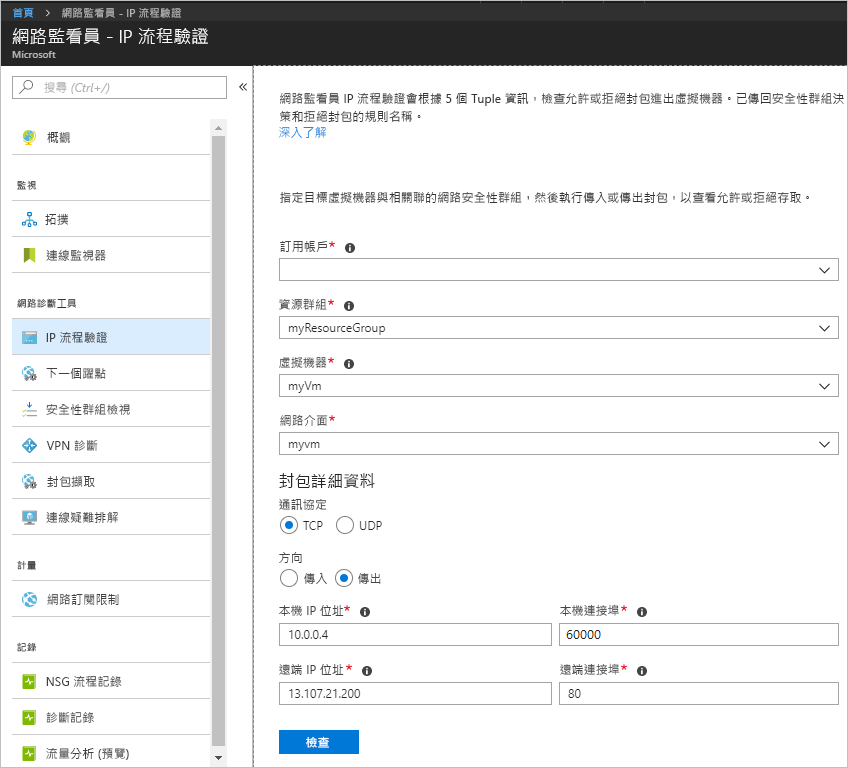 首頁 > 網路監看員 - IP 流程驗證
網路監看員 - IP 流程驗證
Microsoft
搜尋 (Ctrl+/)
概觀
監視
拓撲
連線監視器
網路診斷工具
IP 流程驗證
下一個躍點
安全性群組檢視
VPN 診斷
封包擷取
連線疑難排解
計量
網路訂閱限制
記錄
NSG 流程記錄
診斷記錄
流量分析 (預覽)
網路監看員 IP 流程驗證會根據 5 個 Tuple 資訊，檢查允許或拒絕封包進出虛擬機器。已傳回安全性群組決
策和拒絕封包的規則名稱。
深入了解
指定目標虛擬機器與相關聯的網路安全性群組，然後執行傳入或傳出封包，以查看允許或拒絕存取。
訂用帳戶*
資源群組*
myResourceGroup
虛擬機器*
myVm
網路介面*
myvm
封包詳細資料
通訊協定
TCP UDP
方向
傳入 傳出
本機 IP 位址* 本機連接埠*
10.0.0.4 60000
遠端 IP 位址* 遠端連接埠*
13.107.21.200 80
檢查